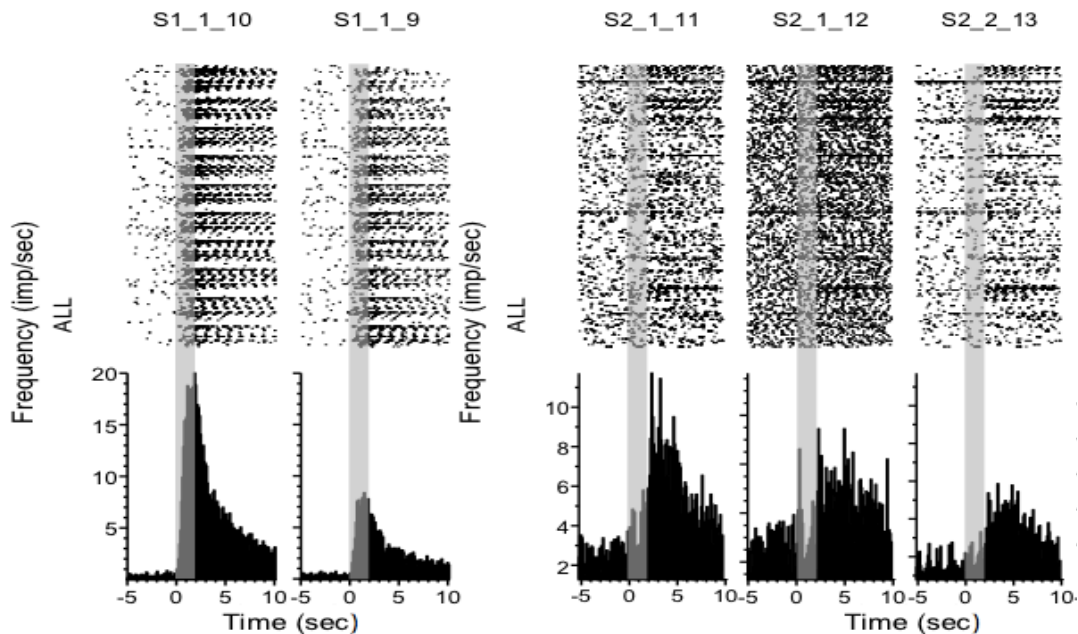 S1_1_10 S1_1_9 S2_1_11 S2_1_12 S2_2_13
Frequency (imp/sec)
ALL
Frequency (imp/sec)
ALL
20
15
10
5
10
8
6
4
2
-5 0 5 10 -5 0 5 10 -5 0 5 10 -5 0 5 10 -5 0 5 10
Time (sec) Time (sec)